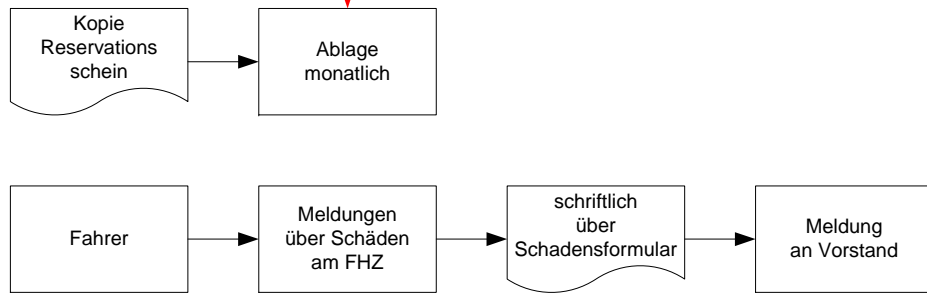 Kopie
Reservations
schein
Ablage
monatlich
Fahrer
Meldungen
über Schäden
am FHZ
schriftlich
über
Schadensformular
Meldung
an Vorstand